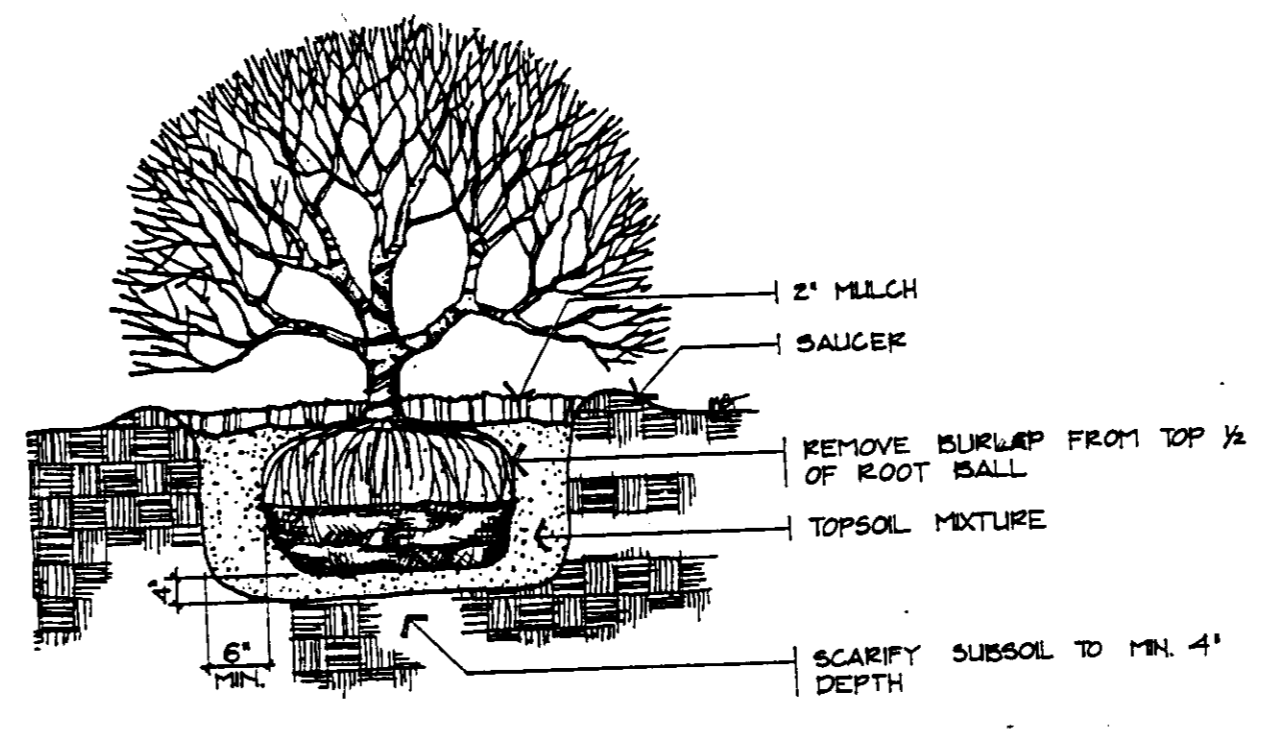 2" MULCH
SAUCER
REMOVE BURLAP FROM TOP ½
OF ROOT BALL
TOPSOIL MIXTURE
4"
6"
MIN.
SCARIFY SUBSOIL TO MIN. 4"
DEPTH